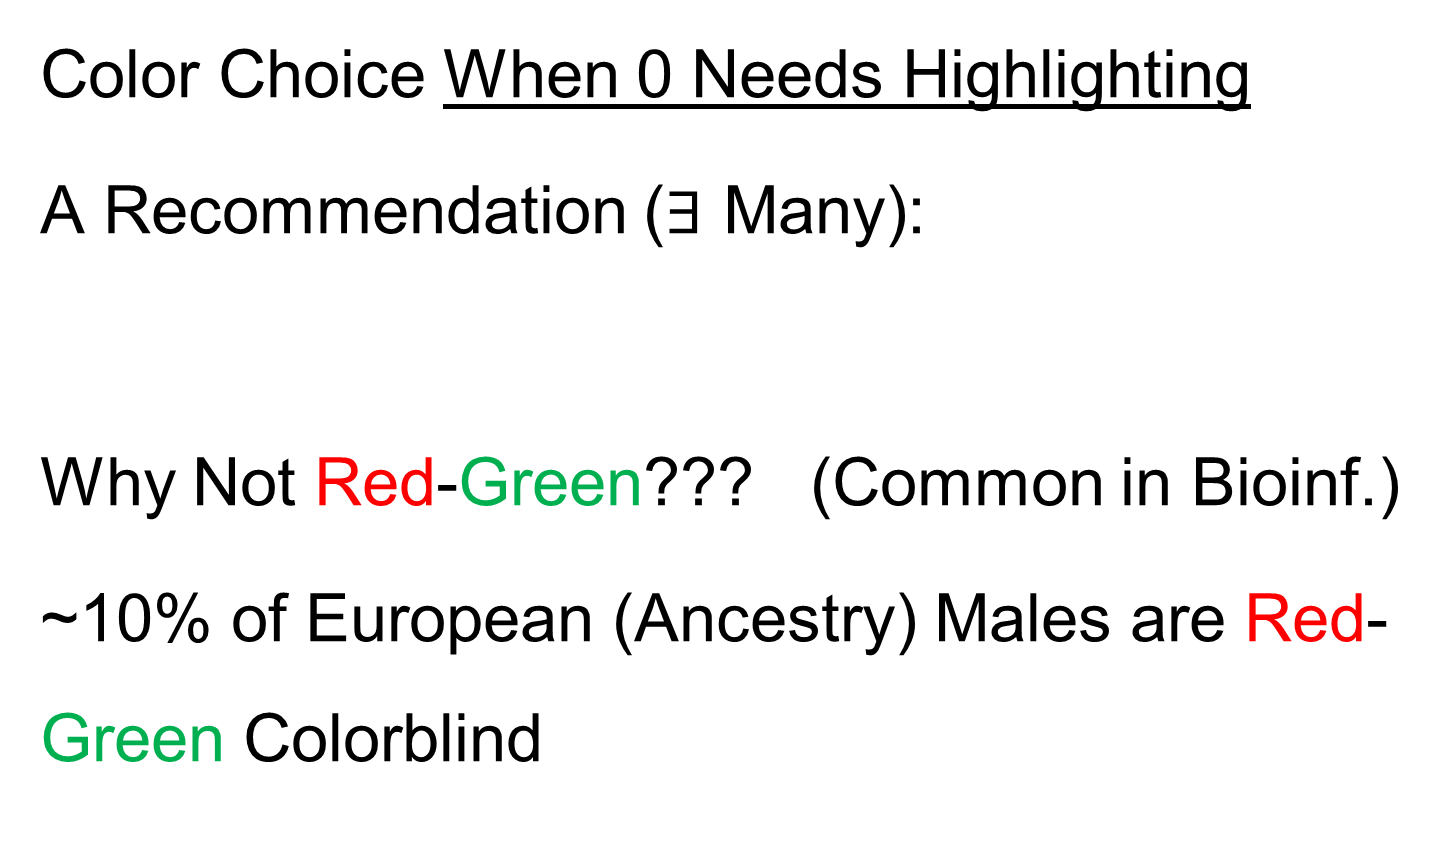 Color Choice When 0 Needs Highlighting
A Recommendation (∃ Many):
Why Not Red-Green??? (Common in Bioinf.)
~10% of European (Ancestry) Males are Red-
Green Colorblind